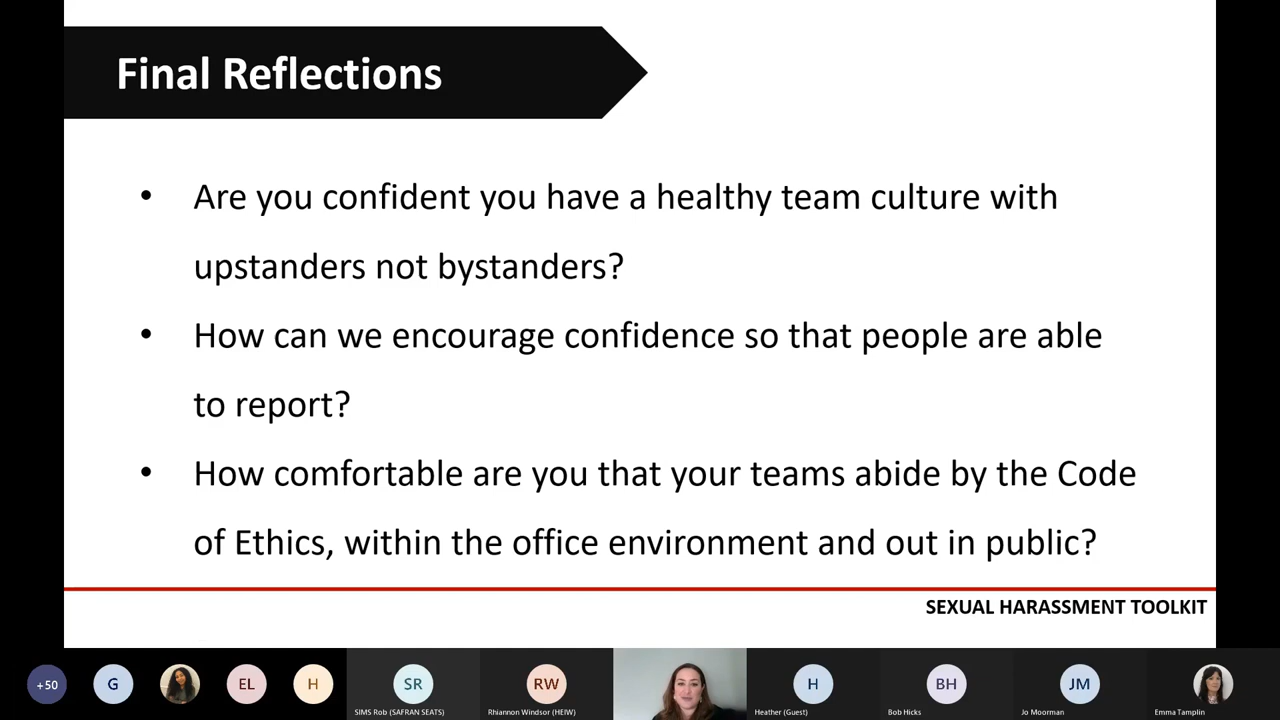 Final Reflections
• Are you confident you have a healthy team culture with
upstanders not bystanders?
• How can we encourage confidence so that people are able
to report?
• How comfortable are you that your teams abide by the Code
of Ethics, within the office environment and out in public?
SEXUAL HARASSMENT TOOLKIT
+50
G
EL
H
SR
RW
H
BH
JM
SIMS Rob (SAFRAN SEATS)
Rhiannon Windsor (HEIW)
Heather (Guest)
Bob Hicks
Jo Moorman
Emma Tamplin